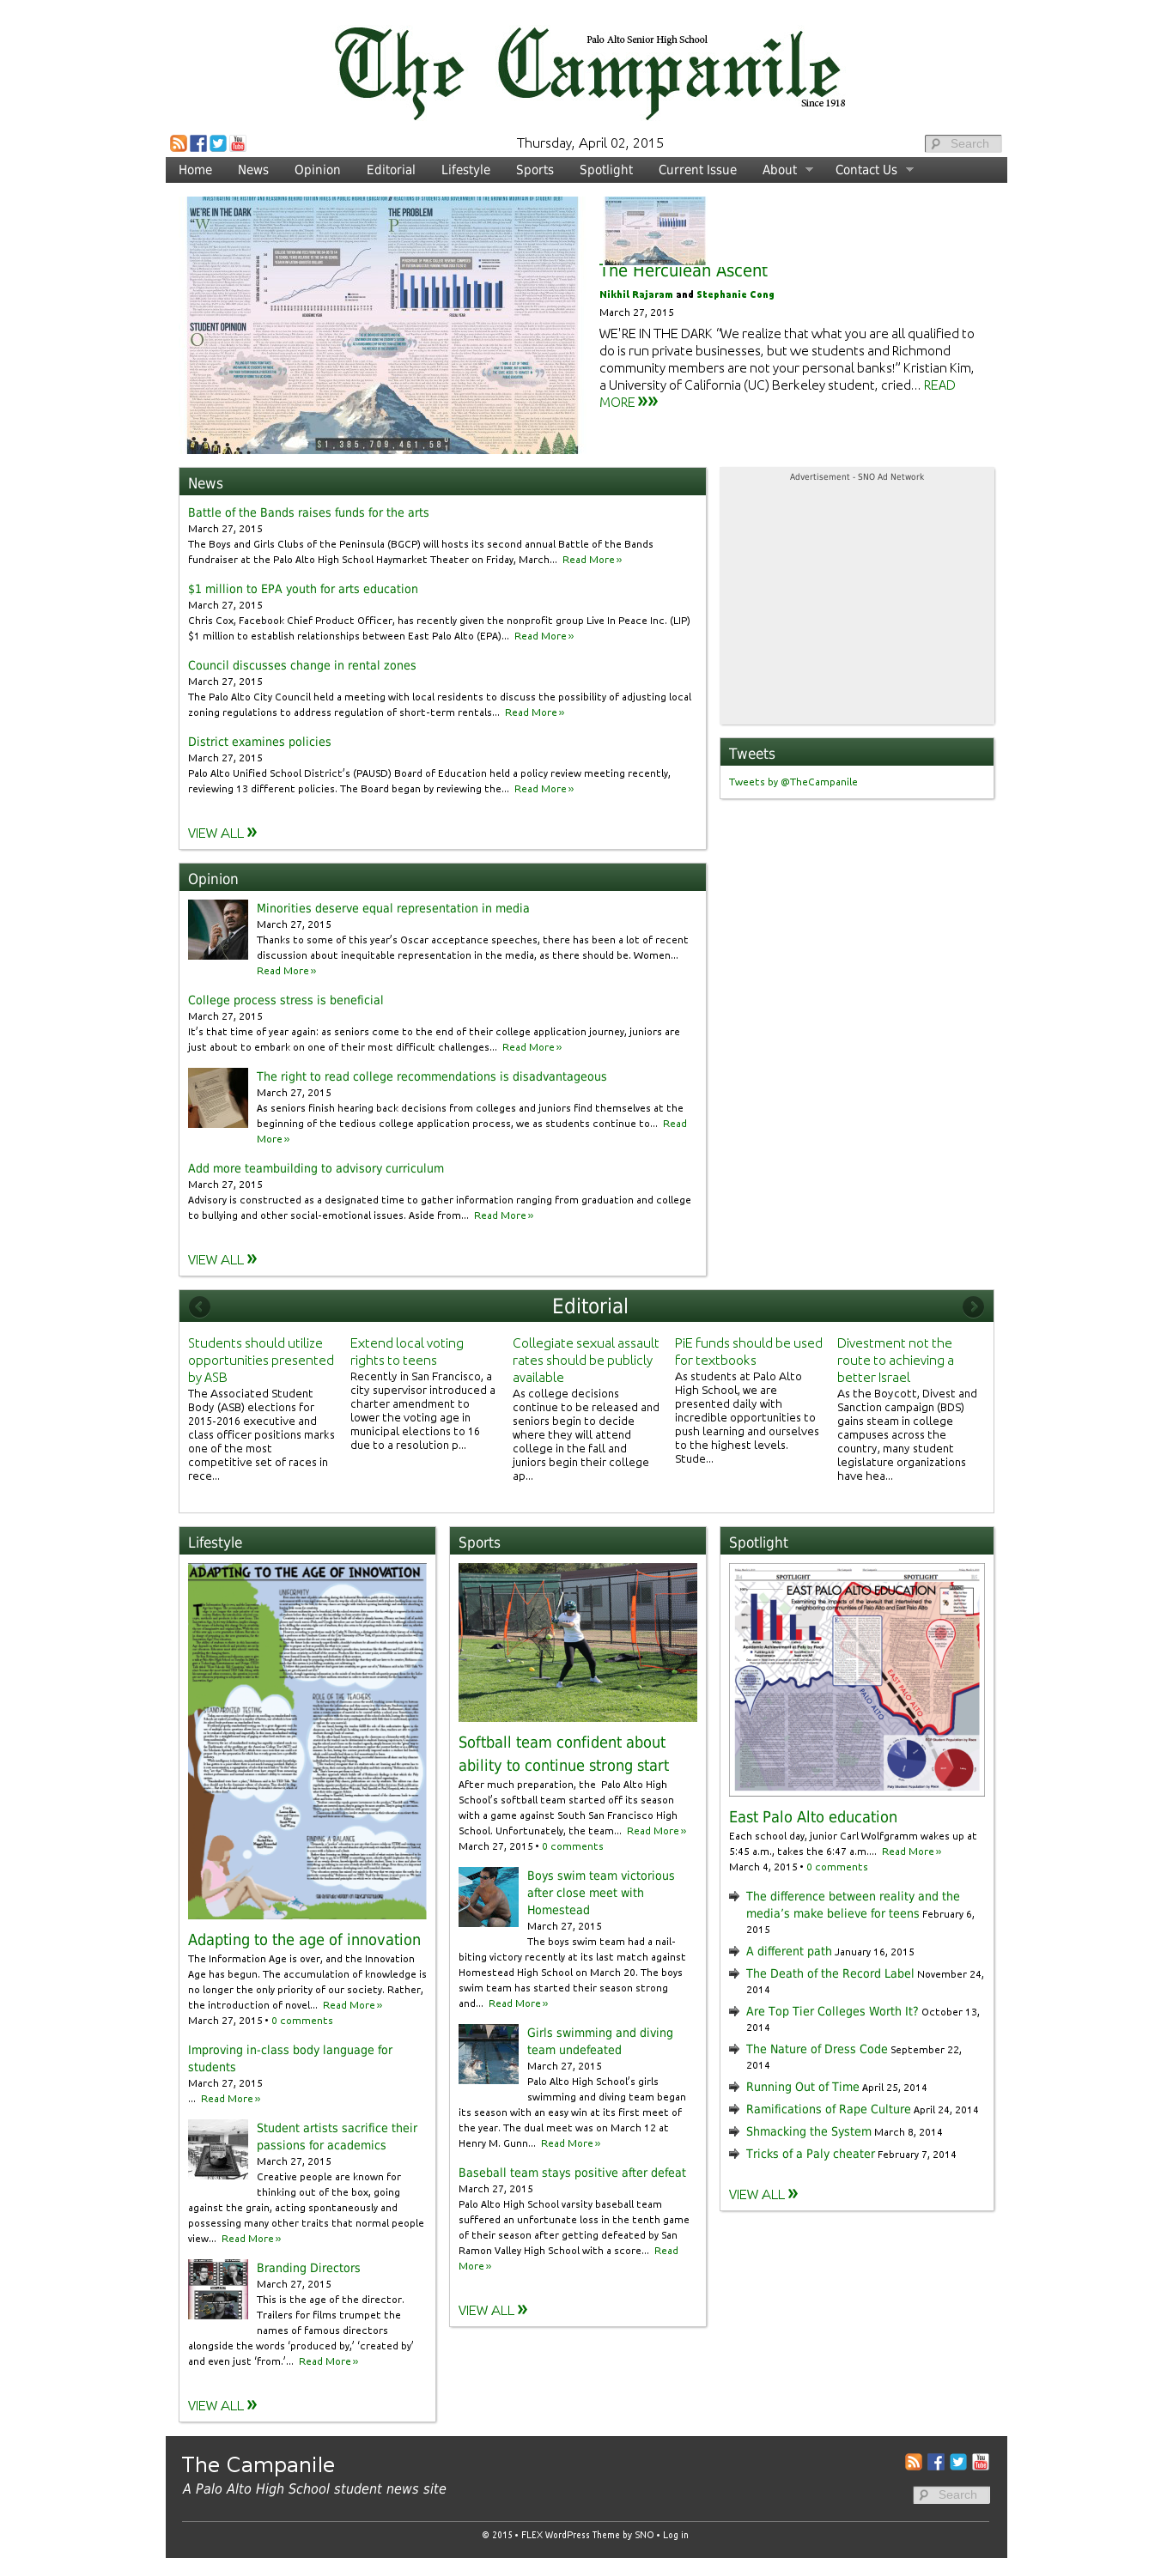 The Campanile
Palo Alto Senior High School
Since 1918
Thursday, April 02, 2015
Search
Home News Opinion Editorial Lifestyle Sports Spotlight Current Issue About Contact Us
WE'RE IN THE DARK
THE PROBLEM
STUDENT OPINION
The Herculean Ascent
Nikhil Rajaram and Stephanie Cong
March 27, 2015
WE'RE IN THE DARK “We realize that what you are all qualified to
do is run private businesses, but we students and Richmond
community members are not your personal banks!” Kristian Kim,
a University of California (UC) Berkeley student, cried... READ
MORE »»
News
Battle of the Bands raises funds for the arts
March 27, 2015
The Boys and Girls Clubs of the Peninsula (BGCP) will hosts its second annual Battle of the Bands
fundraiser at the Palo Alto High School Haymarket Theater on Friday, March... Read More »
$1 million to EPA youth for arts education
March 27, 2015
Chris Cox, Facebook Chief Product Officer, has recently given the nonprofit group Live In Peace Inc. (LIP)
$1 million to establish relationships between East Palo Alto (EPA)... Read More »
Council discusses change in rental zones
March 27, 2015
The Palo Alto City Council held a meeting with local residents to discuss the possibility of adjusting local
zoning regulations to address regulation of short-term rentals... Read More »
District examines policies
March 27, 2015
Palo Alto Unified School District’s (PAUSD) Board of Education held a policy review meeting recently,
reviewing 13 different policies. The Board began by reviewing the... Read More »
VIEW ALL »
Advertisement - SNO Ad Network
Tweets
Tweets by @TheCampanile
Opinion
Minorities deserve equal representation in media
March 27, 2015
Thanks to some of this year’s Oscar acceptance speeches, there has been a lot of recent
discussion about inequitable representation in the media, as there should be. Women...
Read More »
College process stress is beneficial
March 27, 2015
It’s that time of year again: as seniors come to the end of their college application journey, juniors are
just about to embark on one of their most difficult challenges... Read More »
The right to read college recommendations is disadvantageous
March 27, 2015
As seniors finish hearing back decisions from colleges and juniors find themselves at the
beginning of the tedious college application process, we as students continue to... Read
More »
Add more teambuilding to advisory curriculum
March 27, 2015
Advisory is constructed as a designated time to gather information ranging from graduation and college
to bullying and other social-emotional issues. Aside from... Read More »
VIEW ALL »
Editorial
Students should utilize
opportunities presented
by ASB
The Associated Student
Body (ASB) elections for
2015-2016 executive and
class officer positions marks
one of the most
competitive set of races in
rece...
Extend local voting
rights to teens
Recently in San Francisco, a
city supervisor introduced a
charter amendment to
lower the voting age in
municipal elections to 16
due to a resolution p...
Collegiate sexual assault
rates should be publicly
available
As college decisions
continue to be released and
seniors begin to decide
where they will attend
college in the fall and
juniors begin their college
ap...
PiE funds should be used
for textbooks
As students at Palo Alto
High School, we are
presented daily with
incredible opportunities to
push learning and ourselves
to the highest levels.
Stude...
Divestment not the
route to achieving a
better Israel
As the Boycott, Divest and
Sanction campaign (BDS)
gains steam in college
campuses across the
country, many student
legislature organizations
have hea...
Lifestyle
ADAPTING TO THE AGE OF INNOVATION
UNIFORMITY
ROLE OF THE TEACHERS
STANDARDIZED TESTING
FINDING A BALANCE
Adapting to the age of innovation
The Information Age is over, and the Innovation
Age has begun. The accumulation of knowledge is
no longer the only priority of our society. Rather,
the introduction of novel... Read More »
March 27, 2015 • 0 comments
Improving in-class body language for
students
March 27, 2015
... Read More »
Student artists sacrifice their
passions for academics
March 27, 2015
Creative people are known for
thinking out of the box, going
against the grain, acting spontaneously and
possessing many other traits that normal people
view... Read More »
Branding Directors
March 27, 2015
This is the age of the director.
Trailers for films trumpet the
names of famous directors
alongside the words ‘produced by,’ ‘created by’
and even just ‘from.’... Read More »
VIEW ALL »
Sports
Softball team confident about
ability to continue strong start
After much preparation, the Palo Alto High
School’s softball team started off its season
with a game against South San Francisco High
School. Unfortunately, the team... Read More »
March 27, 2015 • 0 comments
Boys swim team victorious
after close meet with
Homestead
March 27, 2015
The boys swim team had a nail-
biting victory recently at its last match against
Homestead High School on March 20. The boys
swim team has started their season strong
and... Read More »
Girls swimming and diving
team undefeated
March 27, 2015
Palo Alto High School’s girls
swimming and diving team began
its season with an easy win at its first meet of
the year. The dual meet was on March 12 at
Henry M. Gunn... Read More »
Baseball team stays positive after defeat
March 27, 2015
Palo Alto High School varsity baseball team
suffered an unfortunate loss in the tenth game
of their season after getting defeated by San
Ramon Valley High School with a score... Read
More »
VIEW ALL »
Spotlight
SPOTLIGHT
SPOTLIGHT
EAST PALO ALTO EDUCATION
PALO ALTO
EAST PALO ALTO
East Palo Alto education
Each school day, junior Carl Wolfgramm wakes up at
5:45 a.m., takes the 6:47 a.m.... Read More »
March 4, 2015 • 0 comments
The difference between reality and the
media’s make believe for teens February 6,
2015
A different path January 16, 2015
The Death of the Record Label November 24,
2014
Are Top Tier Colleges Worth It? October 13,
2014
The Nature of Dress Code September 22,
2014
Running Out of Time April 25, 2014
Ramifications of Rape Culture April 24, 2014
Shmacking the System March 8, 2014
Tricks of a Paly cheater February 7, 2014
VIEW ALL »
The Campanile
A Palo Alto High School student news site
Search
© 2015 • FLEX WordPress Theme by SNO • Log in